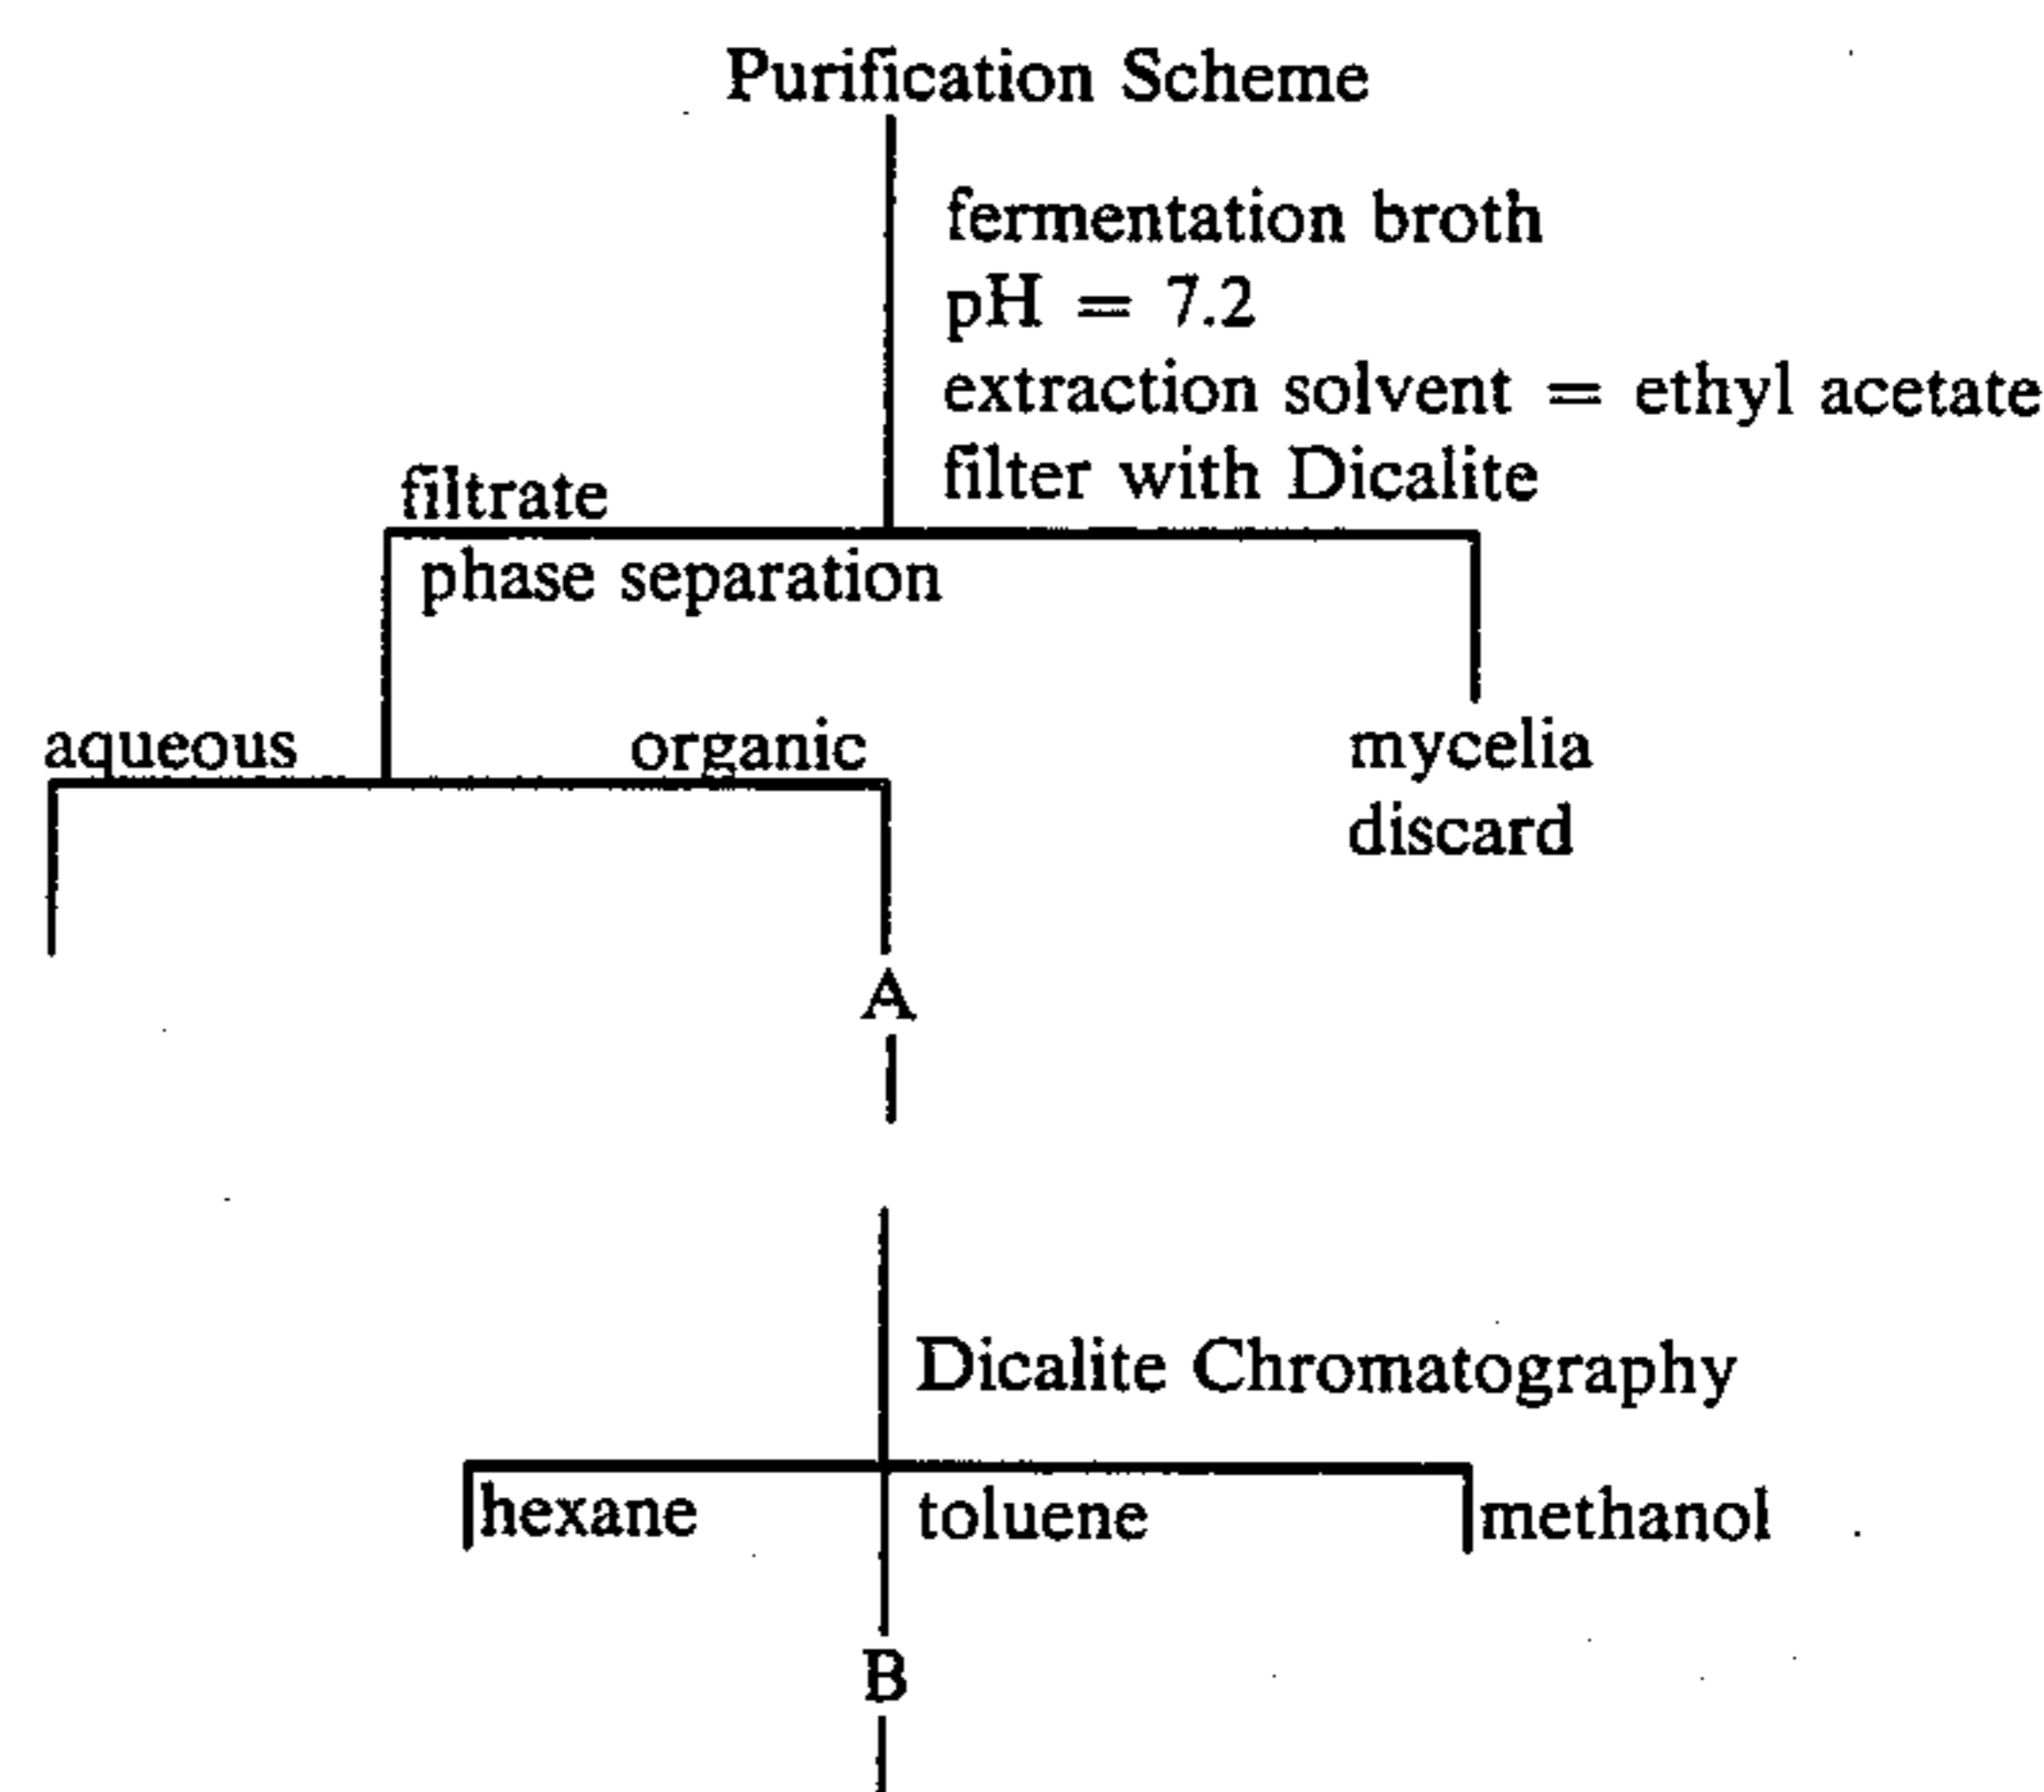 Purification Scheme
fermentation broth
pH = 7.2
extraction solvent = ethyl acetate
filter with Dicalite
filtrate
phase separation
aqueous organic
mycelia
discard
A
Dicalite Chromatography
hexane toluene methanol
B